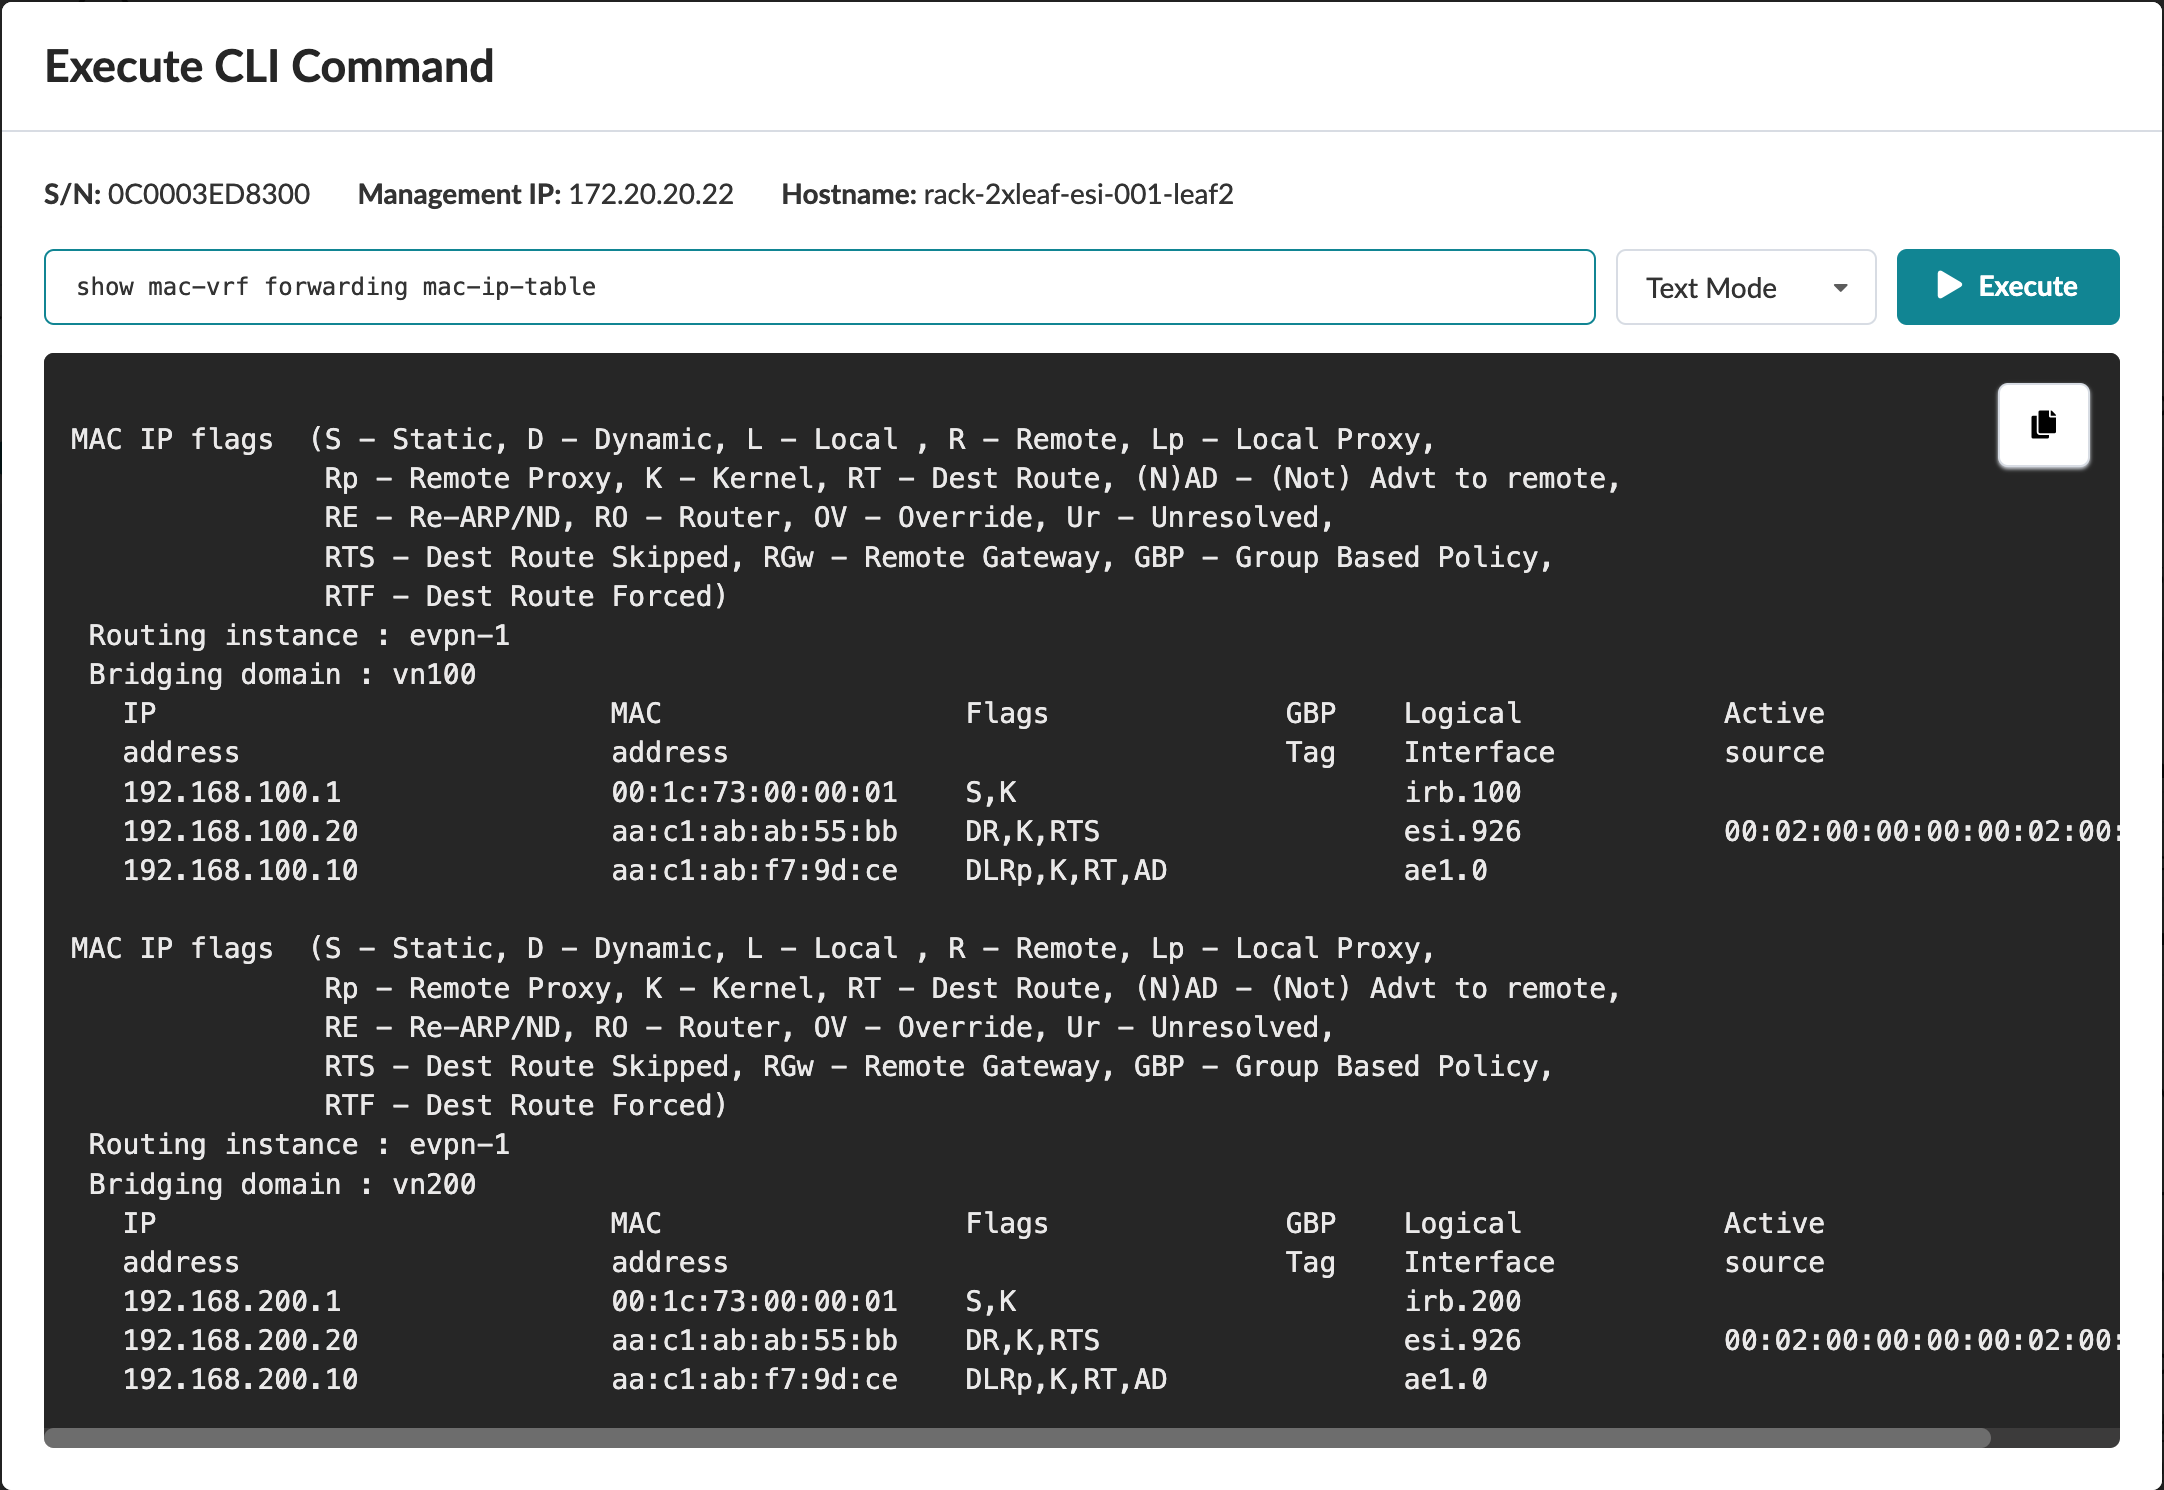 Execute CLI Command
S/N: 0C0003ED8300 Management IP: 172.20.20.22 Hostname: rack-2xleaf-esi-001-leaf2
show mac-vrf forwarding mac-ip-table Text Mode Execute
MAC IP flags (S - Static, D - Dynamic, L - Local , R - Remote, Lp - Local Proxy,
Rp - Remote Proxy, K - Kernel, RT - Dest Route, (N)AD - (Not) Advt to remote,
RE - Re-ARP/ND, RO - Router, OV - Override, Ur - Unresolved,
RTS - Dest Route Skipped, RGw - Remote Gateway, GBP - Group Based Policy,
RTF - Dest Route Forced)
Routing instance : evpn-1
Bridging domain : vn100
IP MAC Flags GBP Logical Active
address address Tag Interface source
192.168.100.1 00:1c:73:00:00:01 S,K irb.100
192.168.100.20 aa:c1:ab:ab:55:bb DR,K,RTS esi.926 00:02:00:00:00:00:02:00:
192.168.100.10 aa:c1:ab:f7:9d:ce DLRp,K,RT,AD ae1.0
MAC IP flags (S - Static, D - Dynamic, L - Local , R - Remote, Lp - Local Proxy,
Rp - Remote Proxy, K - Kernel, RT - Dest Route, (N)AD - (Not) Advt to remote,
RE - Re-ARP/ND, RO - Router, OV - Override, Ur - Unresolved,
RTS - Dest Route Skipped, RGw - Remote Gateway, GBP - Group Based Policy,
RTF - Dest Route Forced)
Routing instance : evpn-1
Bridging domain : vn200
IP MAC Flags GBP Logical Active
address address Tag Interface source
192.168.200.1 00:1c:73:00:00:01 S,K irb.200
192.168.200.20 aa:c1:ab:ab:55:bb DR,K,RTS esi.926 00:02:00:00:00:00:02:00:
192.168.200.10 aa:c1:ab:f7:9d:ce DLRp,K,RT,AD ae1.0